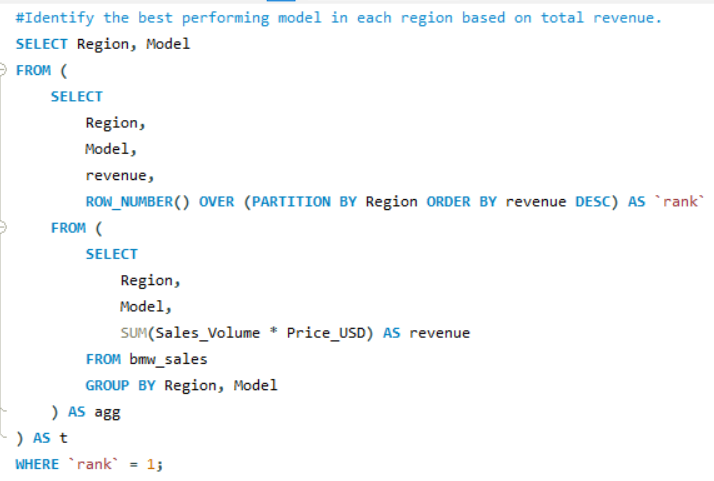 #Identify the best performing model in each region based on total revenue.
SELECT Region, Model
FROM (
    SELECT
        Region,
        Model,
        revenue,
        ROW_NUMBER() OVER (PARTITION BY Region ORDER BY revenue DESC) AS `rank`
    FROM (
        SELECT
            Region,
            Model,
            SUM(Sales_Volume * Price_USD) AS revenue
        FROM bmw_sales
        GROUP BY Region, Model
    ) AS agg
) AS t
WHERE `rank` = 1;